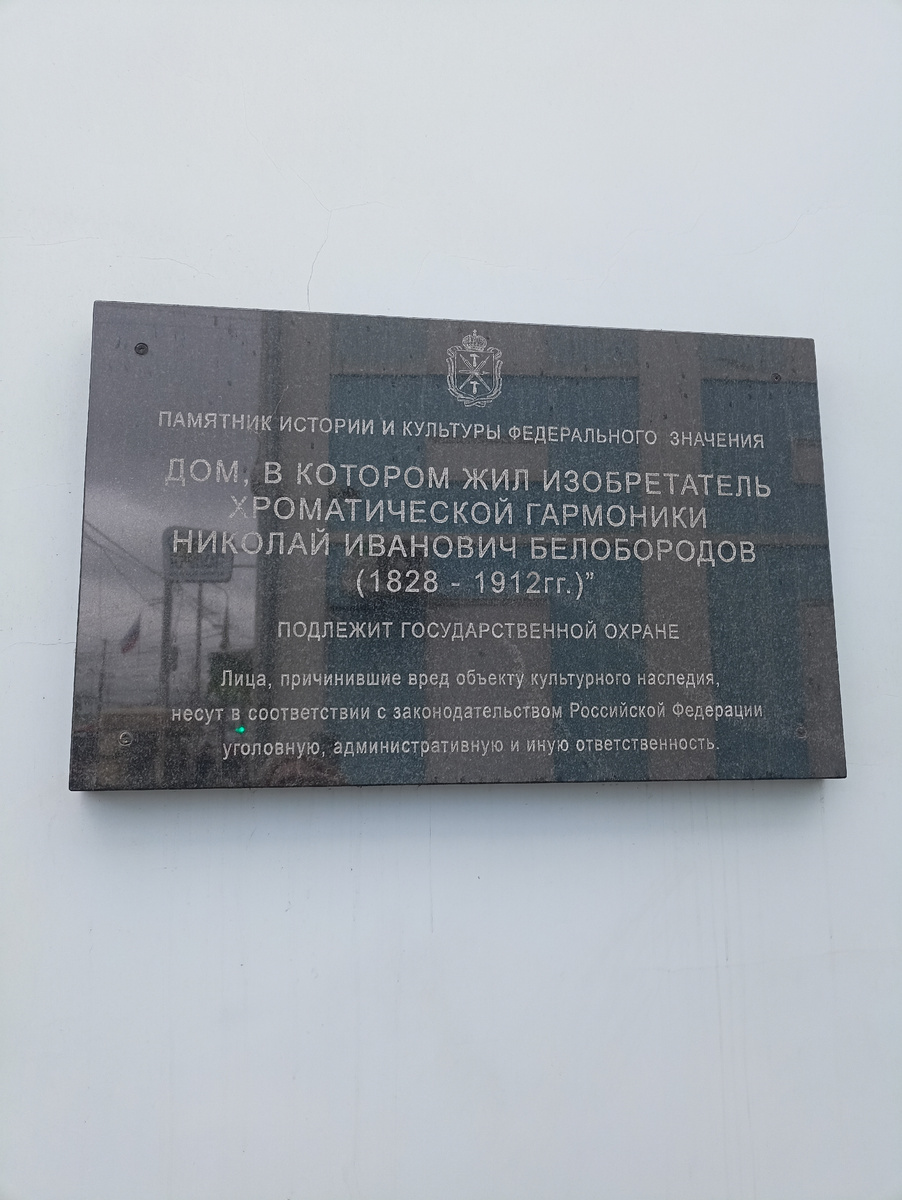 ПАМЯТНИК ИСТОРИИ И КУЛЬТУРЫ ФЕДЕРАЛЬНОГО ЗНАЧЕНИЯ
ДОМ, В КОТОРОМ ЖИЛ ИЗОБРЕТАТЕЛЬ
ХРОМАТИЧЕСКОЙ ГАРМОНИКИ
НИКОЛАЙ ИВАНОВИЧ БЕЛОБОРОДОВ
(1828 - 1912гг.)"
ПОДЛЕЖИТ ГОСУДАРСТВЕННОЙ ОХРАНЕ
Лица, причинившие вред объекту культурного наследия,
несут в соответствии с законодательством Российской Федерации
уголовную, административную и иную ответственность.